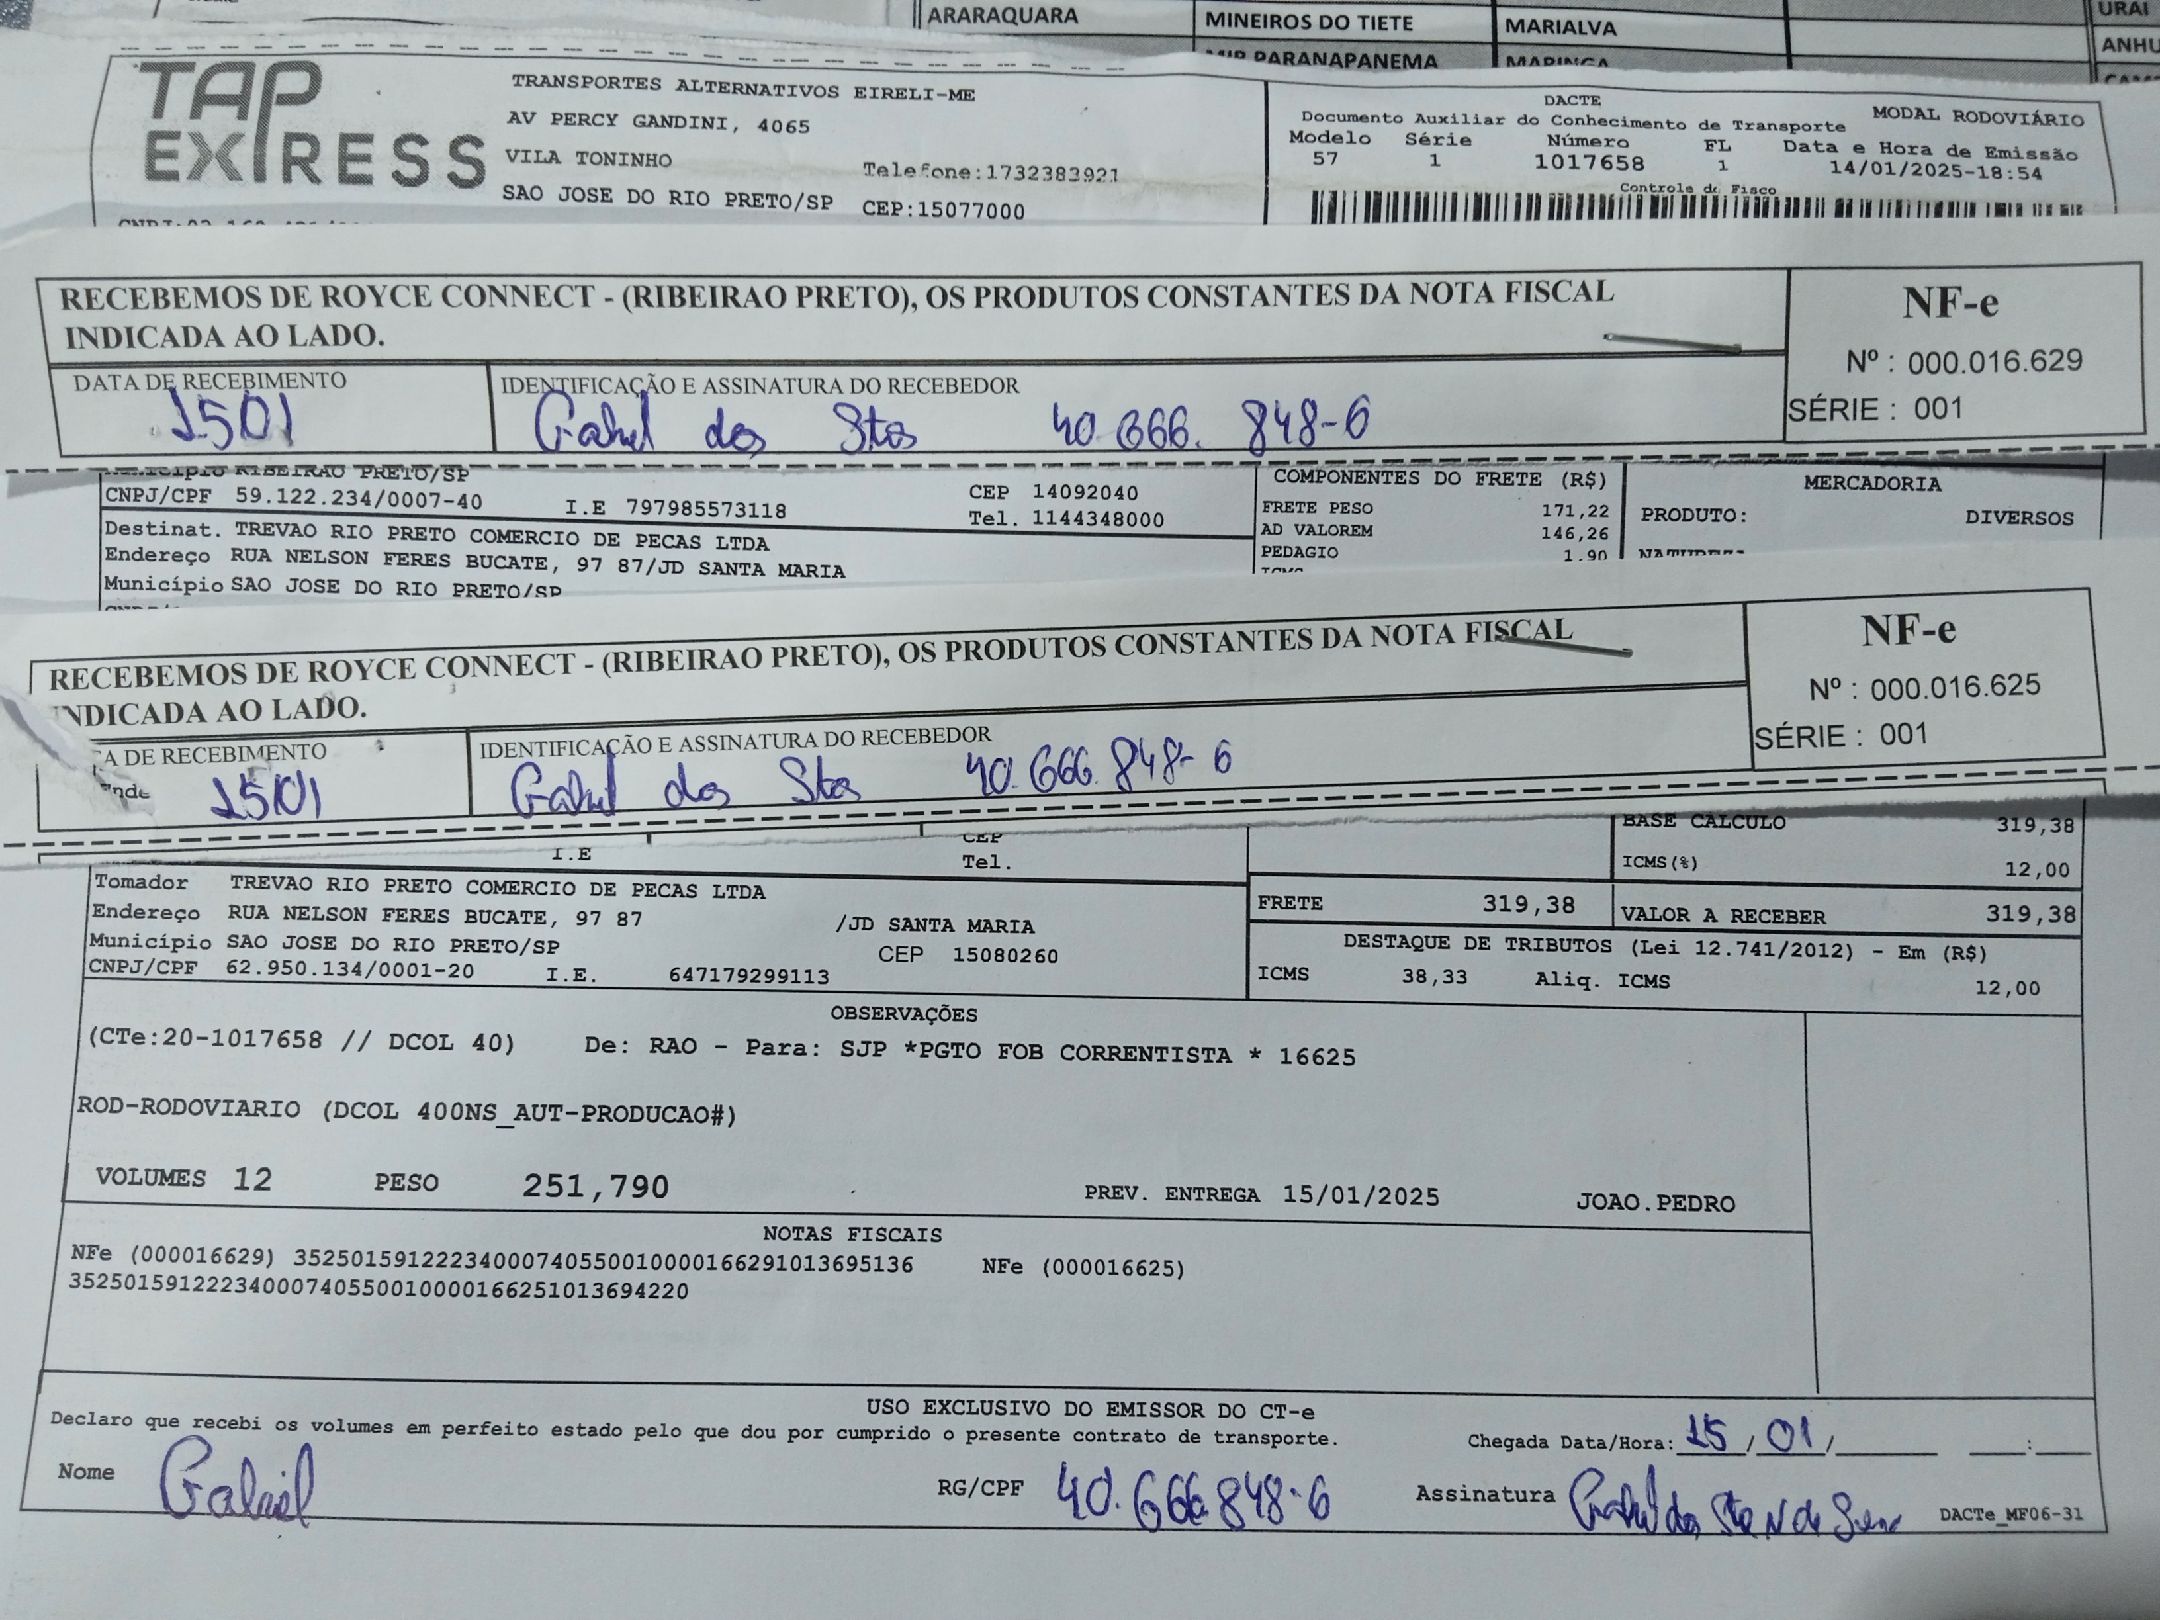 ARARAQUARA MINEIROS DO TIETE MARIALVA URAI
PARANAPANEMA
TAP EXPRESS
TRANSPORTES ALTERNATIVOS EIRELI-ME
AV PERCY GANDINI, 4065
VILA TONINHO Telefone:1732383921
SAO JOSE DO RIO PRETO/SP CEP:15077000
DACTE
Documento Auxiliar do Conhecimento de Transporte MODAL RODOVIÁRIO
Modelo Série Número FL Data e Hora de Emissão
57 1 1017658 1 14/01/2025-18:54
Controle do Fisco
RECEBEMOS DE ROYCE CONNECT - (RIBEIRAO PRETO), OS PRODUTOS CONSTANTES DA NOTA FISCAL
INDICADA AO LADO.
NF-e
Nº : 000.016.629
SÉRIE : 001
DATA DE RECEBIMENTO IDENTIFICAÇÃO E ASSINATURA DO RECEBEDOR
1501 Gabriel dos Stos 40.666.848-6
Município RIBEIRAO PRETO/SP
CNPJ/CPF 59.122.234/0007-40 I.E 797985573118 CEP 14092040
Tel. 1144348000
Destinat. TREVAO RIO PRETO COMERCIO DE PECAS LTDA
Endereço RUA NELSON FERES BUCATE, 97 87/JD SANTA MARIA
Município SAO JOSE DO RIO PRETO/SP
COMPONENTES DO FRETE (R$)
FRETE PESO 171,22
AD VALOREM 146,26
PEDAGIO 1.90
MERCADORIA
PRODUTO: DIVERSOS
RECEBEMOS DE ROYCE CONNECT - (RIBEIRAO PRETO), OS PRODUTOS CONSTANTES DA NOTA FISCAL
INDICADA AO LADO.
NF-e
Nº : 000.016.625
SÉRIE : 001
A DE RECEBIMENTO IDENTIFICAÇÃO E ASSINATURA DO RECEBEDOR
15/01 Gabriel dos Stos 40.666.848-6
I.E CEP
Tel.
BASE CALCULO 319,38
ICMS(%) 12,00
Tomador TREVAO RIO PRETO COMERCIO DE PECAS LTDA
Endereço RUA NELSON FERES BUCATE, 97 87 /JD SANTA MARIA
Município SAO JOSE DO RIO PRETO/SP CEP 15080260
CNPJ/CPF 62.950.134/0001-20 I.E. 647179299113
FRETE 319,38 VALOR A RECEBER 319,38
DESTAQUE DE TRIBUTOS (Lei 12.741/2012) - Em (R$)
ICMS 38,33 Aliq. ICMS 12,00
OBSERVAÇÕES
(CTe:20-1017658 // DCOL 40) De: RAO - Para: SJP *PGTO FOB CORRENTISTA * 16625
ROD-RODOVIARIO (DCOL 400NS_AUT-PRODUCAO#)
VOLUMES 12 PESO 251,790 PREV. ENTREGA 15/01/2025 JOAO.PEDRO
NOTAS FISCAIS
NFe (000016629) 35250159122234000740550010000166291013695136 NFe (000016625)
35250159122234000740550010000166251013694220
USO EXCLUSIVO DO EMISSOR DO CT-e
Declaro que recebi os volumes em perfeito estado pelo que dou por cumprido o presente contrato de transporte. Chegada Data/Hora: 15 / 01 / :
Nome Gabriel RG/CPF 40.666.848-6 Assinatura DACTe_MF06-31